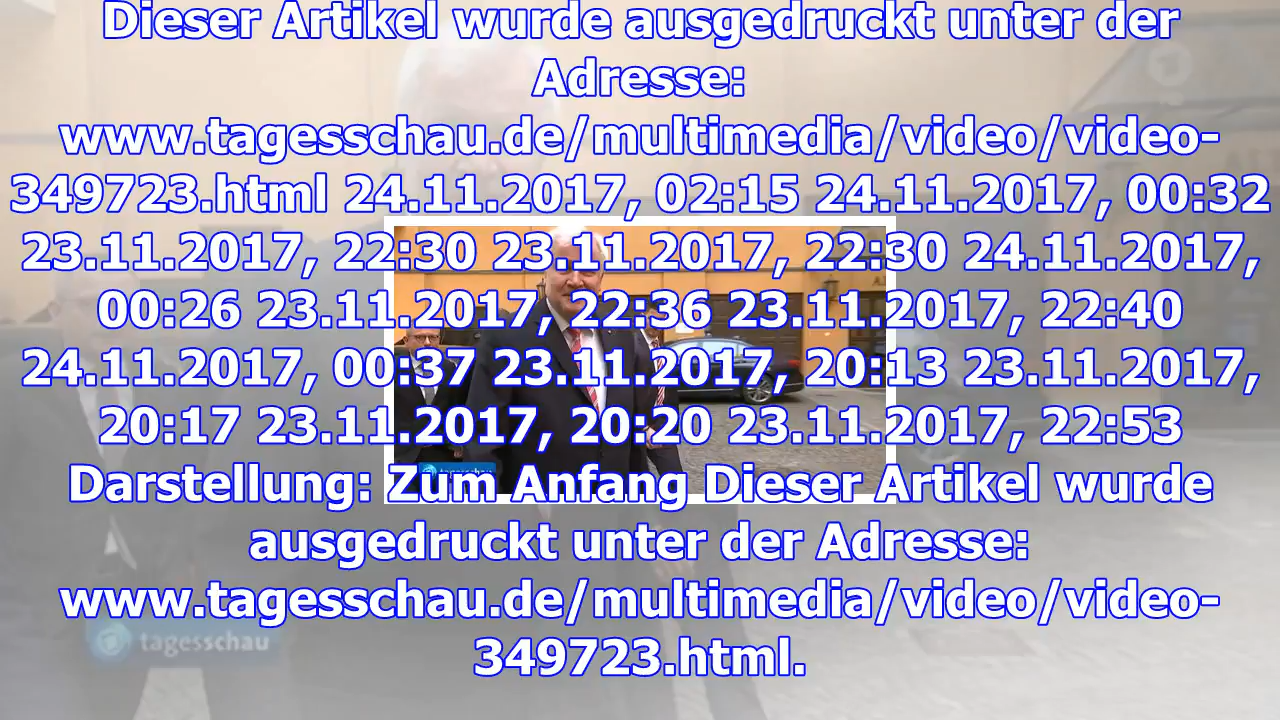 Dieser Artikel wurde ausgedruckt unter der
Adresse:
www.tagesschau.de/multimedia/video/video-
349723.html 24.11.2017, 02:15 24.11.2017, 00:32
23.11.2017, 22:30 23.11.2017, 22:30 24.11.2017,
00:26 23.11.2017, 22:36 23.11.2017, 22:40
24.11.2017, 00:37 23.11.2017, 20:13 23.11.2017,
20:17 23.11.2017, 20:20 23.11.2017, 22:53
Darstellung: Zum Anfang Dieser Artikel wurde
ausgedruckt unter der Adresse:
www.tagesschau.de/multimedia/video/video-
349723.html.
tagesschau
tagesschau